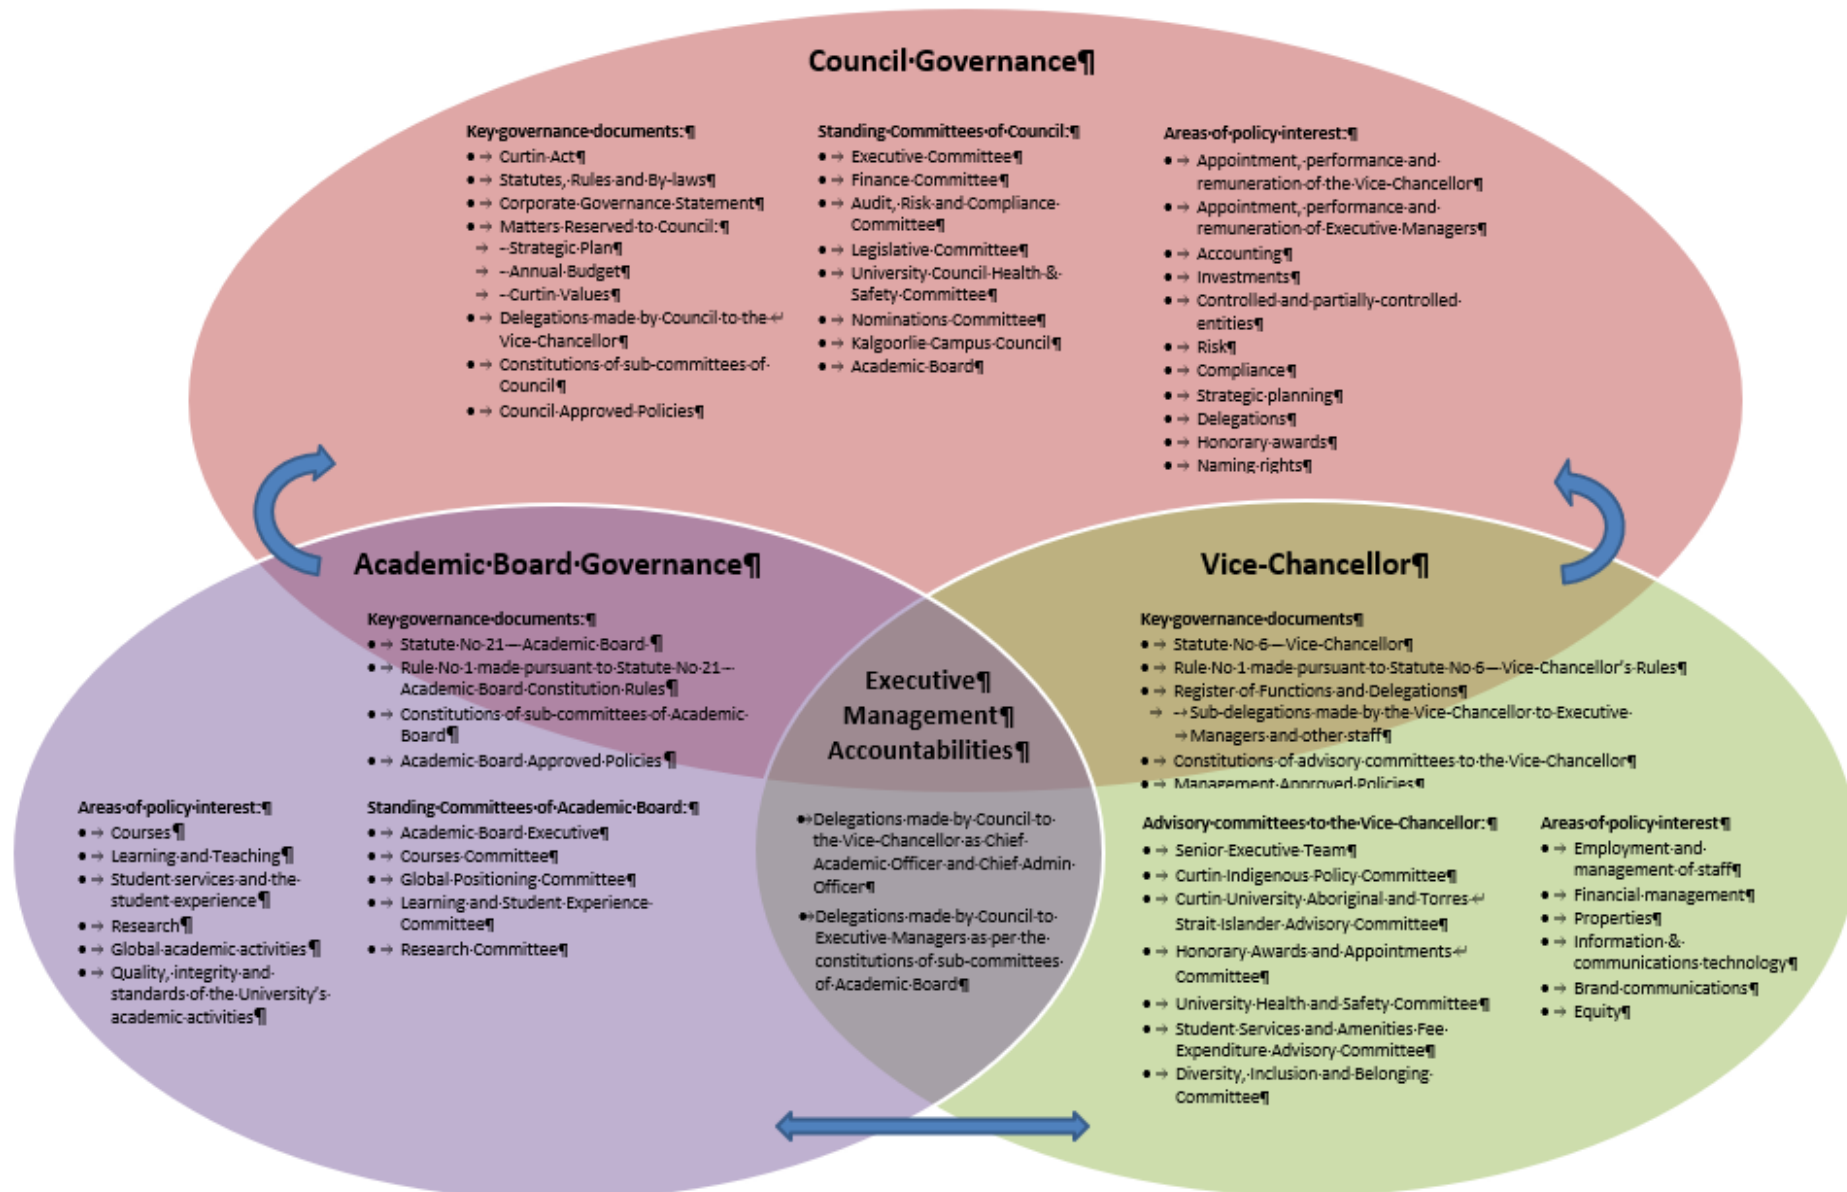 Council·Governance¶
Key·governance·documents:¶
•→Curtin·Act¶
•→Statutes,·Rules·and·By-laws¶
•→Corporate·Governance·Statement¶
•→Matters·Reserved·to·Council:¶
→--Strategic·Plan¶
→--Annual·Budget¶
→--Curtin·Values¶
•→Delegations·made·by·Council·to·the·↵
Vice-Chancellor¶
•→Constitutions·of·sub-committees·of·
Council¶
•→Council·Approved·Policies¶
Standing·Committees·of·Council:¶
•→Executive·Committee¶
•→Finance·Committee¶
•→Audit,·Risk·and·Compliance·
Committee¶
•→Legislative·Committee¶
•→University·Council·Health·&·
Safety·Committee¶
•→Nominations·Committee¶
•→Kalgoorlie·Campus·Council¶
•→Academic·Board¶
Areas·of·policy·interest:¶
•→Appointment,·performance·and·
remuneration·of·the·Vice-Chancellor¶
•→Appointment,·performance·and·
remuneration·of·Executive·Managers¶
•→Accounting¶
•→Investments¶
•→Controlled·and·partially-controlled·
entities¶
•→Risk¶
•→Compliance¶
•→Strategic·planning¶
•→Delegations¶
•→Honorary·awards¶
•→Naming·rights¶
Academic·Board·Governance¶
Key·governance·documents:¶
•→Statute·No·21·—·Academic·Board·¶
•→Rule·No·1·made·pursuant·to·Statute·No·21·—·
Academic·Board·Constitution·Rules¶
•→Constitutions·of·sub-committees·of·Academic·
Board¶
•→Academic·Board·Approved·Policies¶
Areas·of·policy·interest:¶
•→Courses¶
•→Learning·and·Teaching¶
•→Student·services·and·the·
student·experience¶
•→Research¶
•→Global·academic·activities¶
•→Quality,·integrity·and·
standards·of·the·University's·
academic·activities¶
Standing·Committees·of·Academic·Board:¶
•→Academic·Board·Executive¶
•→Courses·Committee¶
•→Global·Positioning·Committee¶
•→Learning·and·Student·Experience·
Committee¶
•→Research·Committee¶
Executive¶
Management¶
Accountabilities¶
•→Delegations·made·by·Council·to·
the·Vice-Chancellor·as·Chief·
Academic·Officer·and·Chief·Admin·
Officer¶
•→Delegations·made·by·Council·to·
Executive·Managers·as·per·the·
constitutions·of·sub-committees·
of·Academic·Board¶
Vice-Chancellor¶
Key·governance·documents¶
•→Statute·No·6·—·Vice-Chancellor¶
•→Rule·No·1·made·pursuant·to·Statute·No·6·—·Vice-Chancellor's·Rules¶
•→Register·of·Functions·and·Delegations¶
→-→Sub-delegations·made·by·the·Vice-Chancellor·to·Executive·
→Managers·and·other·staff¶
•→Constitutions·of·advisory·committees·to·the·Vice-Chancellor¶
•→Management·Approved·Policies¶
Advisory·committees·to·the·Vice-Chancellor:¶
•→Senior·Executive·Team¶
•→Curtin·Indigenous·Policy·Committee¶
•→Curtin·University·Aboriginal·and·Torres·↵
Strait·Islander·Advisory·Committee¶
•→Honorary·Awards·and·Appointments·↵
Committee¶
•→University·Health·and·Safety·Committee¶
•→Student·Services·and·Amenities·Fee·
Expenditure·Advisory·Committee¶
•→Diversity,·Inclusion·and·Belonging·
Committee¶
Areas·of·policy·interest¶
•→Employment·and·
management·of·staff¶
•→Financial·management¶
•→Properties¶
•→Information·&·
communications·technology¶
•→Brand·communications¶
•→Equity¶